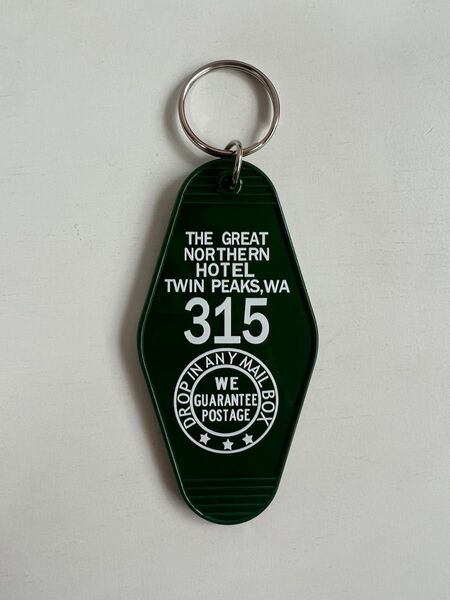 THE GREAT
NORTHERN
HOTEL
TWIN PEAKS, WA
315
DROP IN ANY MAIL BOX
WE
GUARANTEE
POSTAGE